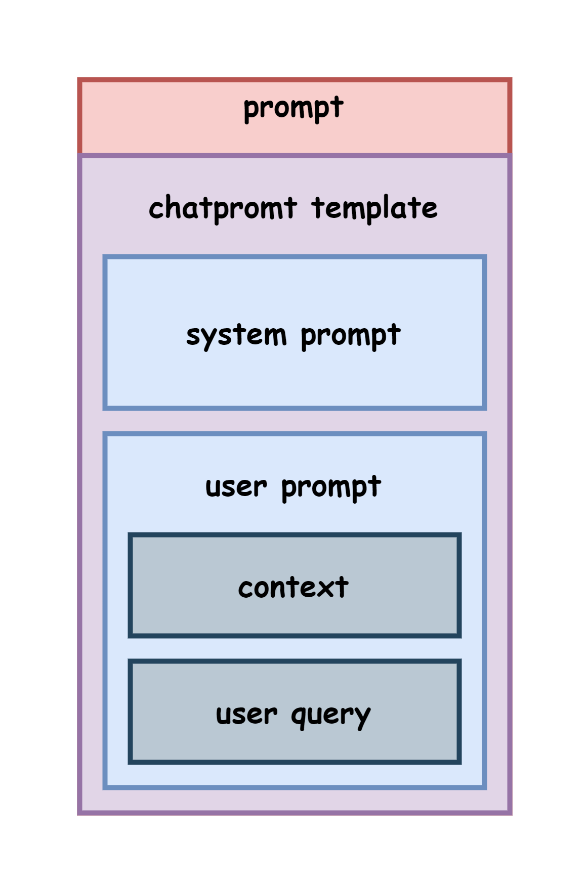 prompt
chatpromt template
system prompt
user prompt
context
user query